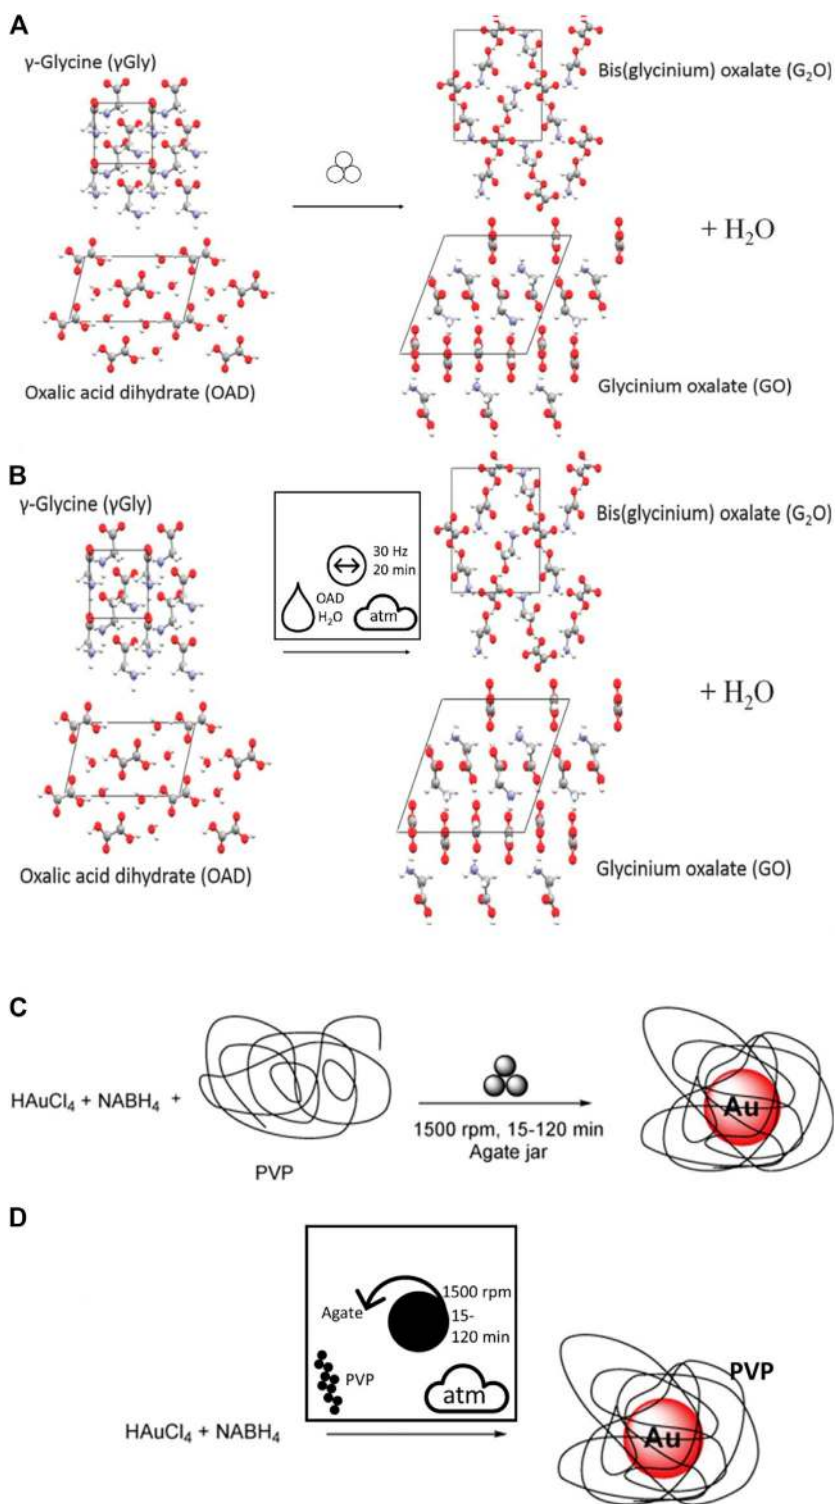 A
γ-Glycine (γGly)
Bis(glycinium) oxalate (G₂O)
+ H₂O
Oxalic acid dihydrate (OAD)
Glycinium oxalate (GO)
B
γ-Glycine (γGly)
30 Hz
20 min
OAD
H₂O
atm
Bis(glycinium) oxalate (G₂O)
+ H₂O
Oxalic acid dihydrate (OAD)
Glycinium oxalate (GO)
C
HAuCl₄ + NABH₄ +
PVP
1500 rpm, 15-120 min
Agate jar
Au
D
1500 rpm
Agate
15-
120 min
PVP
atm
HAuCl₄ + NABH₄
PVP
Au